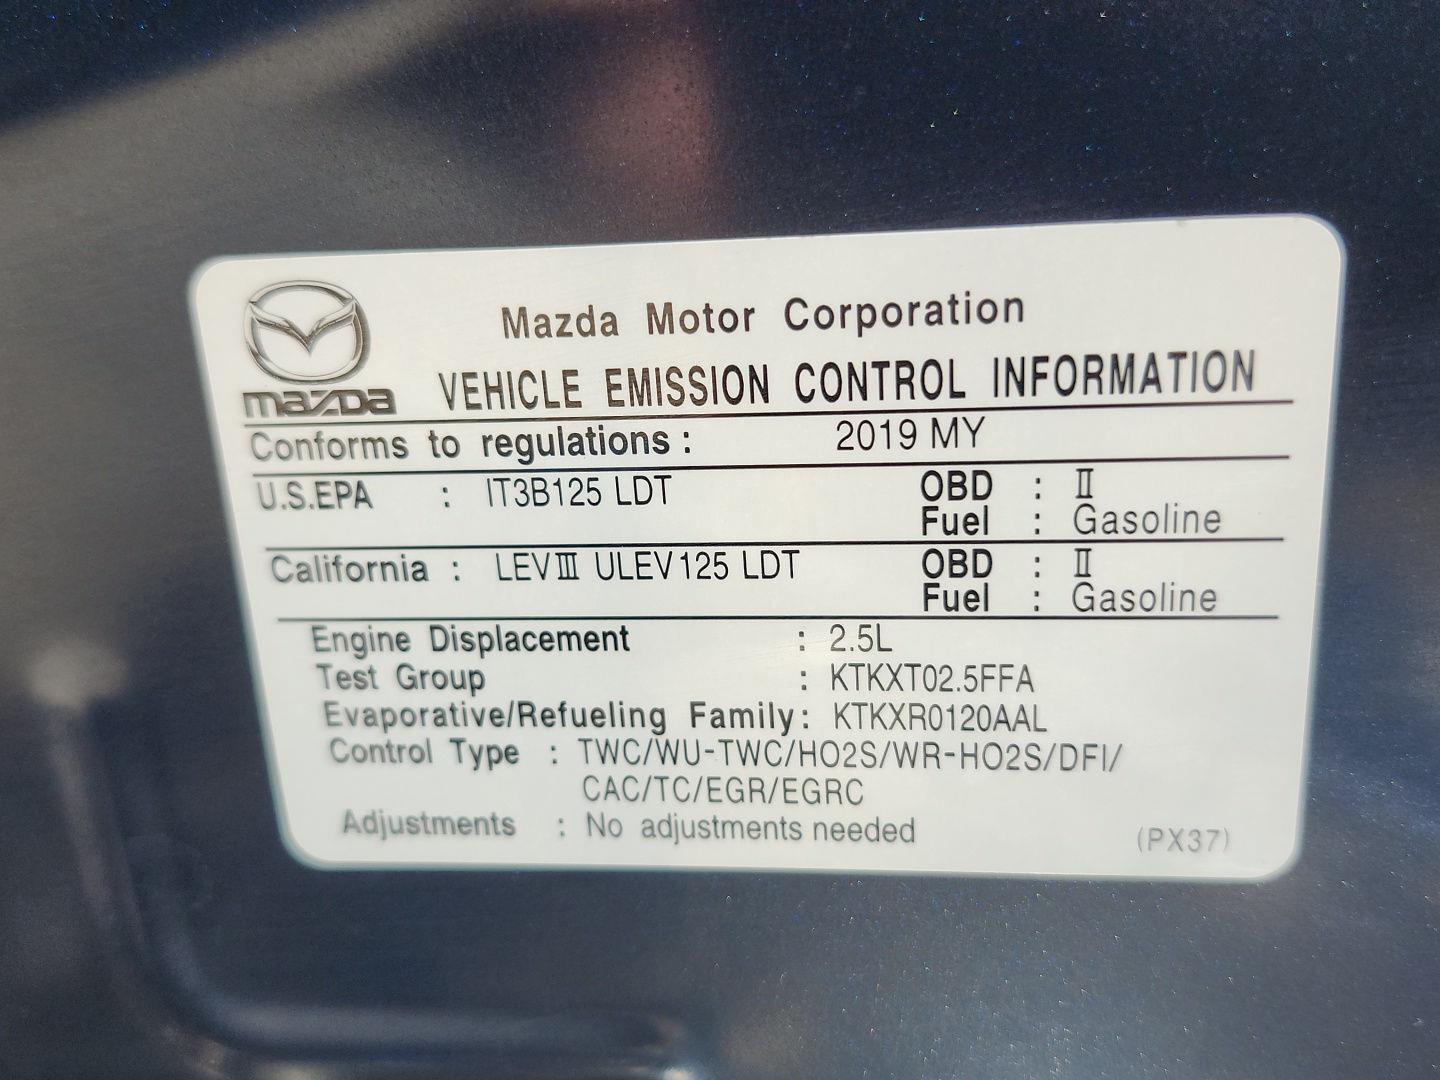 mazda
Mazda Motor Corporation
VEHICLE EMISSION CONTROL INFORMATION
Conforms to regulations : 2019 MY
U.S.EPA : IT3B125 LDT OBD : Ⅱ
Fuel : Gasoline
California : LEVⅢ ULEV125 LDT OBD : Ⅱ
Fuel : Gasoline
Engine Displacement : 2.5L
Test Group : KTKXT02.5FFA
Evaporative/Refueling Family : KTKXR0120AAL
Control Type : TWC/WU-TWC/HO2S/WR-HO2S/DFI/
CAC/TC/EGR/EGRC
Adjustments : No adjustments needed (PX37)